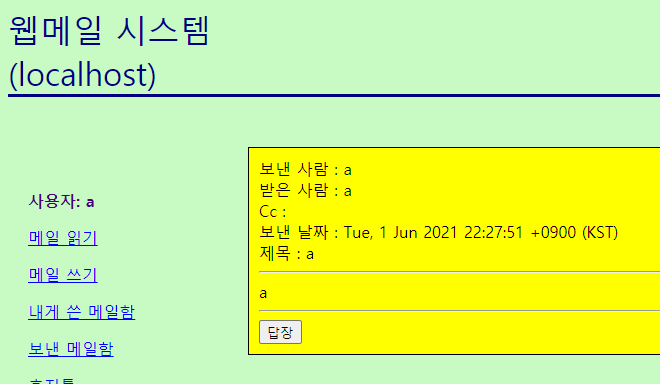 웹메일 시스템
(localhost)
사용자: a
메일 읽기
메일 쓰기
내게 쓴 메일함
보낸 메일함
보낸 사람 : a
받은 사람 : a
Cc :
보낸 날짜 : Tue, 1 Jun 2021 22:27:51 +0900 (KST)
제목 : a
a
답장